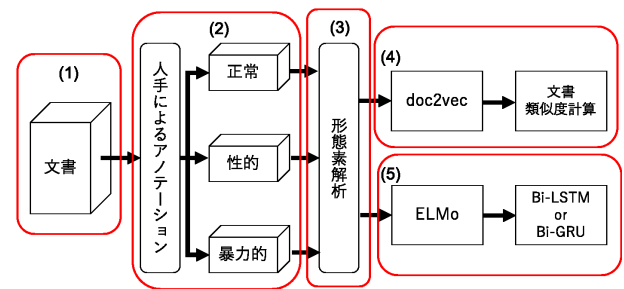 (1)
文書
(2)
人手によるアノテーション
正常
性的
暴力的
(3)
形態素解析
(4)
doc2vec
文書
類似度計算
(5)
ELMo
Bi-LSTM
or
Bi-GRU